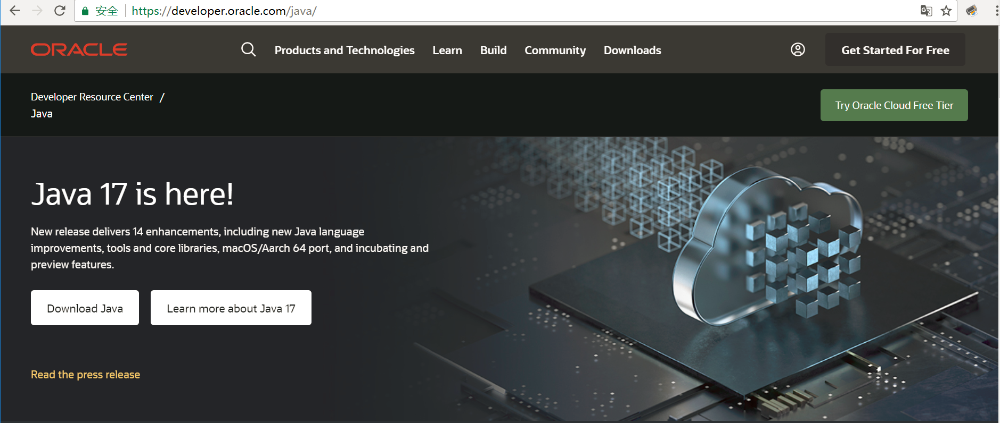 安全 https://developer.oracle.com/java/
ORACLE Products and Technologies Learn Build Community Downloads Get Started For Free
Developer Resource Center /
Java
Try Oracle Cloud Free Tier
Java 17 is here!
New release delivers 14 enhancements, including new Java language
improvements, tools and core libraries, macOS/Aarch 64 port, and incubating and
preview features.
Download Java Learn more about Java 17
Read the press release